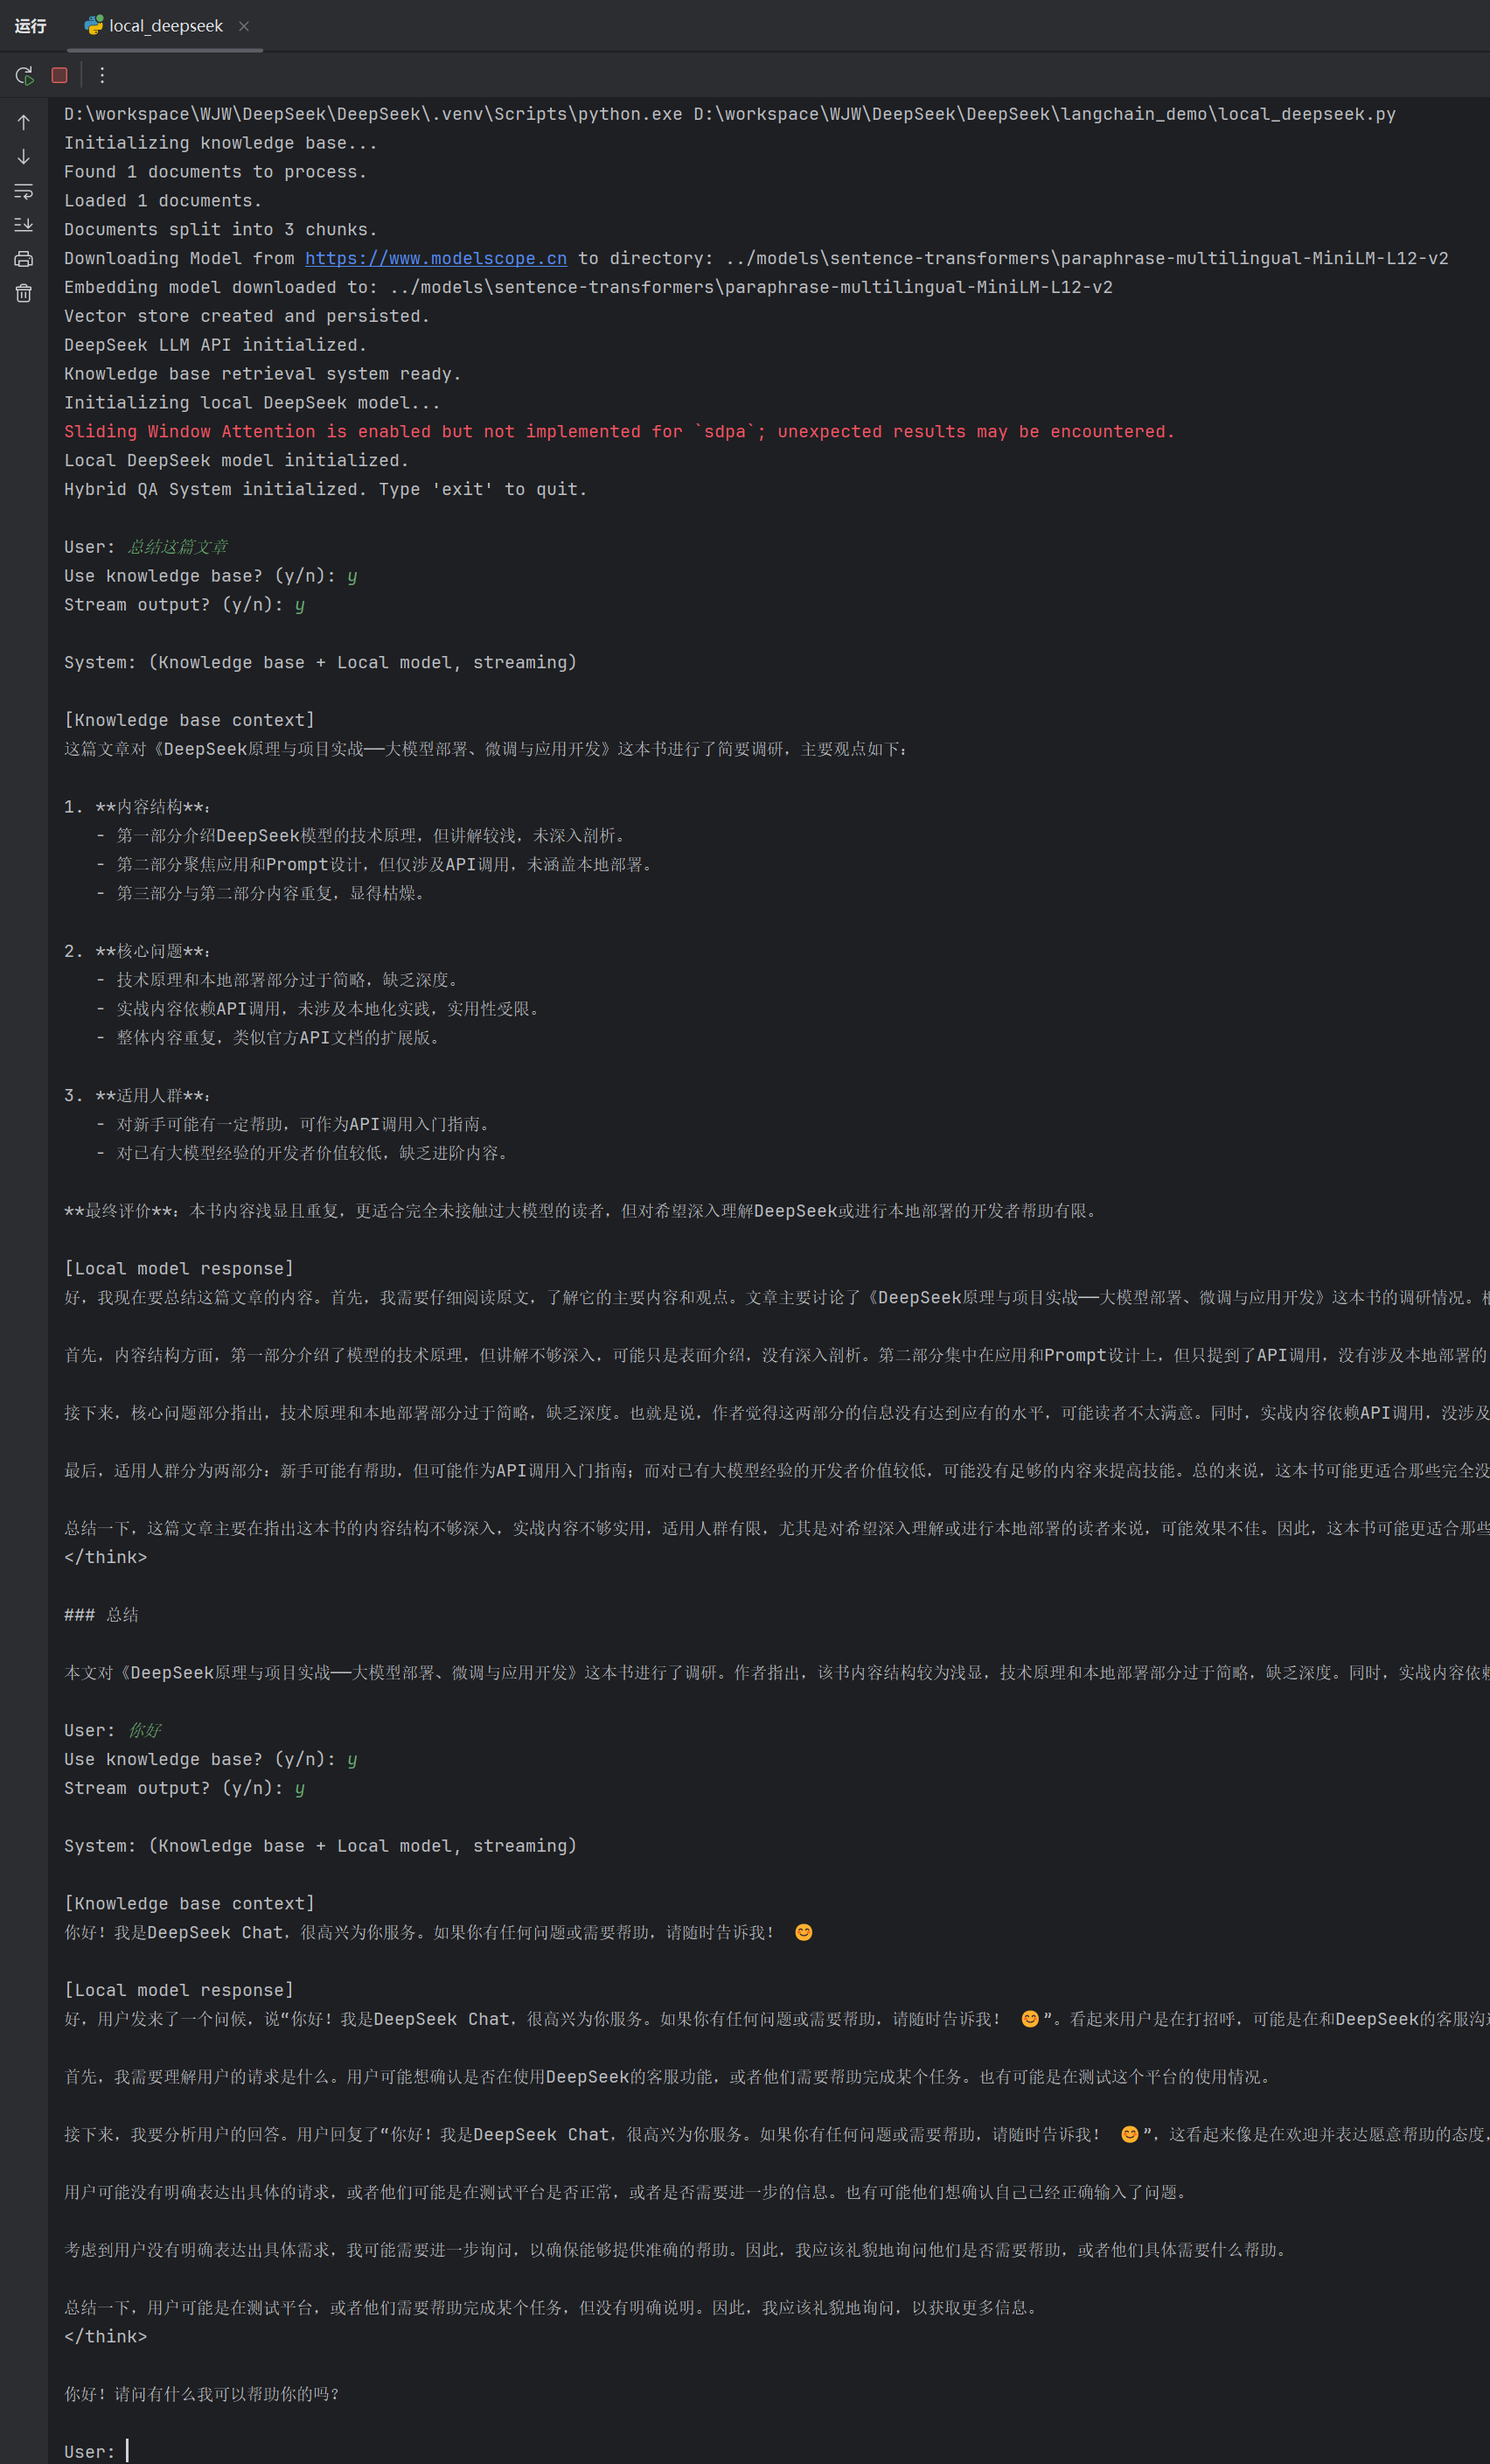 运行
local_deepseek
D:\workspace\WJW\DeepSeek\DeepSeek\.venv\Scripts\python.exe D:\workspace\WJW\DeepSeek\DeepSeek\langchain_demo\local_deepseek.py
Initializing knowledge base...
Found 1 documents to process.
Loaded 1 documents.
Documents split into 3 chunks.
Downloading Model from https://www.modelscope.cn to directory: ../models\sentence-transformers\paraphrase-multilingual-MiniLM-L12-v2
Embedding model downloaded to: ../models\sentence-transformers\paraphrase-multilingual-MiniLM-L12-v2
Vector store created and persisted.
DeepSeek LLM API initialized.
Knowledge base retrieval system ready.
Initializing local DeepSeek model...
Sliding Window Attention is enabled but not implemented for `sdpa`; unexpected results may be encountered.
Local DeepSeek model initialized.
Hybrid QA System initialized. Type 'exit' to quit.
User: 总结这篇文章
Use knowledge base? (y/n): y
Stream output? (y/n): y
System: (Knowledge base + Local model, streaming)
[Knowledge base context]
这篇文章对《DeepSeek原理与项目实战——大模型部署、微调与应用开发》这本书进行了简要调研，主要观点如下：
1. **内容结构**：
- 第一部分介绍DeepSeek模型的技术原理，但讲解较浅，未深入剖析。
- 第二部分聚焦应用和Prompt设计，但仅涉及API调用，未涵盖本地部署。
- 第三部分与第二部分内容重复，显得枯燥。
2. **核心问题**：
- 技术原理和本地部署部分过于简略，缺乏深度。
- 实战内容依赖API调用，未涉及本地化实践，实用性受限。
- 整体内容重复，类似官方API文档的扩展版。
3. **适用人群**：
- 对新手可能有一定帮助，可作为API调用入门指南。
- 对已有大模型经验的开发者价值较低，缺乏进阶内容。
**最终评价**：本书内容浅显且重复，更适合完全未接触过大模型的读者，但对希望深入理解DeepSeek或进行本地部署的开发者帮助有限。
[Local model response]
好，我现在要总结这篇文章的内容。首先，我需要仔细阅读原文，了解它的主要内容和观点。文章主要讨论了《DeepSeek原理与项目实战——大模型部署、微调与应用开发》这本书的调研情况。
首先，内容结构方面，第一部分介绍了模型的技术原理，但讲解不够深入，可能只是表面介绍，没有深入剖析。第二部分集中在应用和Prompt设计上，但只提到了API调用，没有涉及本地部署的
接下来，核心问题部分指出，技术原理和本地部署部分过于简略，缺乏深度。也就是说，作者觉得这两部分的信息没有达到应有的水平，可能读者不太满意。同时，实战内容依赖API调用，没涉及
最后，适用人群分为两部分：新手可能有帮助，但可能作为API调用入门指南；而对已有大模型经验的开发者价值较低，可能没有足够的内容来提高技能。总的来说，这本书可能更适合那些完全没
总结一下，这篇文章主要在指出这本书的内容结构不够深入，实战内容不够实用，适用人群有限，尤其是对希望深入理解或进行本地部署的读者来说，可能效果不佳。因此，这本书可能更适合那些
</think>
### 总结
本文对《DeepSeek原理与项目实战——大模型部署、微调与应用开发》这本书进行了调研。作者指出，该书内容结构较为浅显，技术原理和本地部署部分过于简略，缺乏深度。同时，实战内容依赖
User: 你好
Use knowledge base? (y/n): y
Stream output? (y/n): y
System: (Knowledge base + Local model, streaming)
[Knowledge base context]
你好！我是DeepSeek Chat，很高兴为你服务。如果你有任何问题或需要帮助，请随时告诉我！ 😊
[Local model response]
好，用户发来了一个问候，说“你好！我是DeepSeek Chat，很高兴为你服务。如果你有任何问题或需要帮助，请随时告诉我！ 😊”。看起来用户是在打招呼，可能是在和DeepSeek的客服沟通
首先，我需要理解用户的请求是什么。用户可能想确认是否在使用DeepSeek的客服功能，或者他们需要帮助完成某个任务。也有可能是在测试这个平台的使用情况。
接下来，我要分析用户的回答。用户回复了“你好！我是DeepSeek Chat，很高兴为你服务。如果你有任何问题或需要帮助，请随时告诉我！ 😊”，这看起来像是在欢迎并表达愿意帮助的态度，
用户可能没有明确表达出具体的请求，或者他们可能是在测试平台是否正常，或者是否需要进一步的信息。也有可能他们想确认自己已经正确输入了问题。
考虑到用户没有明确表达出具体需求，我可能需要进一步询问，以确保能够提供准确的帮助。因此，我应该礼貌地询问他们是否需要帮助，或者他们具体需要什么帮助。
总结一下，用户可能是在测试平台，或者他们需要帮助完成某个任务，但没有明确说明。因此，我应该礼貌地询问，以获取更多信息。
</think>
你好！请问有什么我可以帮助你的吗？
User: